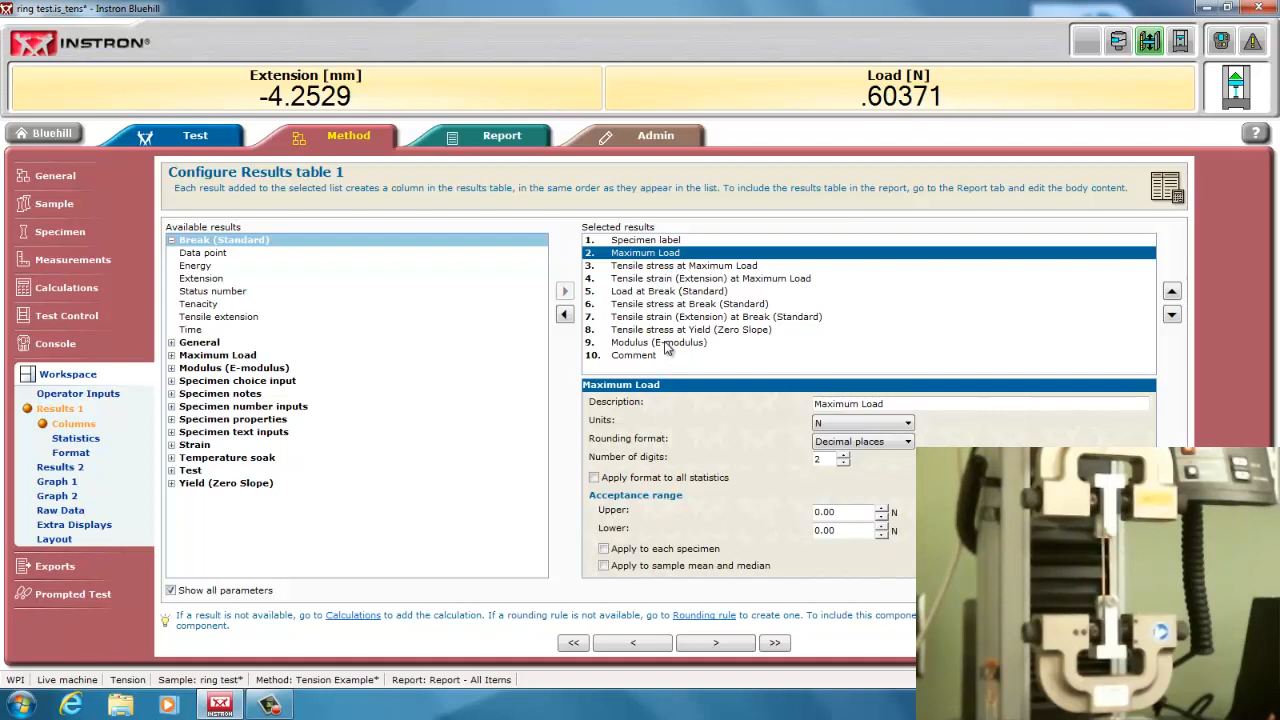 ring test.is_tens* - Instron Bluehill
INSTRON®
Extension [mm]
-4.2529
Load [N]
.60371
Bluehill
Test
Method
Report
Admin
?
General
Sample
Specimen
Measurements
Calculations
Test Control
Console
Workspace
Operator Inputs
Results 1
Columns
Statistics
Format
Results 2
Graph 1
Graph 2
Raw Data
Extra Displays
Layout
Exports
Prompted Test
Configure Results table 1
Each result added to the selected list creates a column in the results table, in the same order as they appear in the list. To include the results table in the report, go to the Report tab and edit the body content.
Available results
Break (Standard)
Data point
Energy
Extension
Status number
Tenacity
Tensile extension
Time
General
Maximum Load
Modulus (E-modulus)
Specimen choice input
Specimen notes
Specimen number inputs
Specimen properties
Specimen text inputs
Strain
Temperature soak
Test
Yield (Zero Slope)
Show all parameters
Selected results
1. Specimen label
2. Maximum Load
3. Tensile stress at Maximum Load
4. Tensile strain (Extension) at Maximum Load
5. Load at Break (Standard)
6. Tensile stress at Break (Standard)
7. Tensile strain (Extension) at Break (Standard)
8. Tensile stress at Yield (Zero Slope)
9. Modulus (E-modulus)
10. Comment
Maximum Load
Description: Maximum Load
Units: N
Rounding format: Decimal places
Number of digits: 2
Apply format to all statistics
Acceptance range
Upper: 0.00 N
Lower: 0.00 N
Apply to each specimen
Apply to sample mean and median
If a result is not available, go to Calculations to add the calculation. If a rounding rule is not available, go to Rounding rule to create one. To include this compone
component.
<< < > >>
WPI Live machine Tension Sample: ring test* Method: Tension Example* Report: Report - All Items